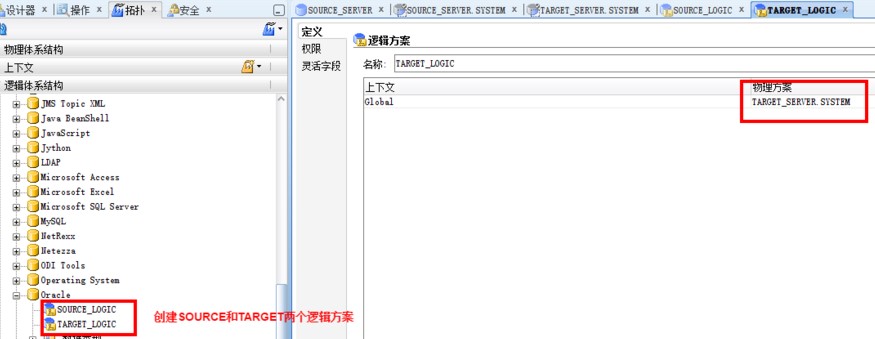 设计器 × 操作 × 拓扑 × 安全 ×
SOURCE_SERVER × SOURCE_SERVER.SYSTEM × TARGET_SERVER.SYSTEM × SOURCE_LOGIC × TARGET_LOGIC ×
物理体系结构
上下文
逻辑体系结构
JMS Topic XML
Java BeanShell
JavaScript
Jython
LDAP
Microsoft Access
Microsoft Excel
Microsoft SQL Server
MySQL
NetRexx
Netezza
ODI Tools
Operating System
Oracle
SOURCE_LOGIC
TARGET_LOGIC
创建SOURCE和TARGET两个逻辑方案
定义
权限
灵活字段
逻辑方案
名称: TARGET_LOGIC
上下文 物理方案
Global TARGET_SERVER.SYSTEM